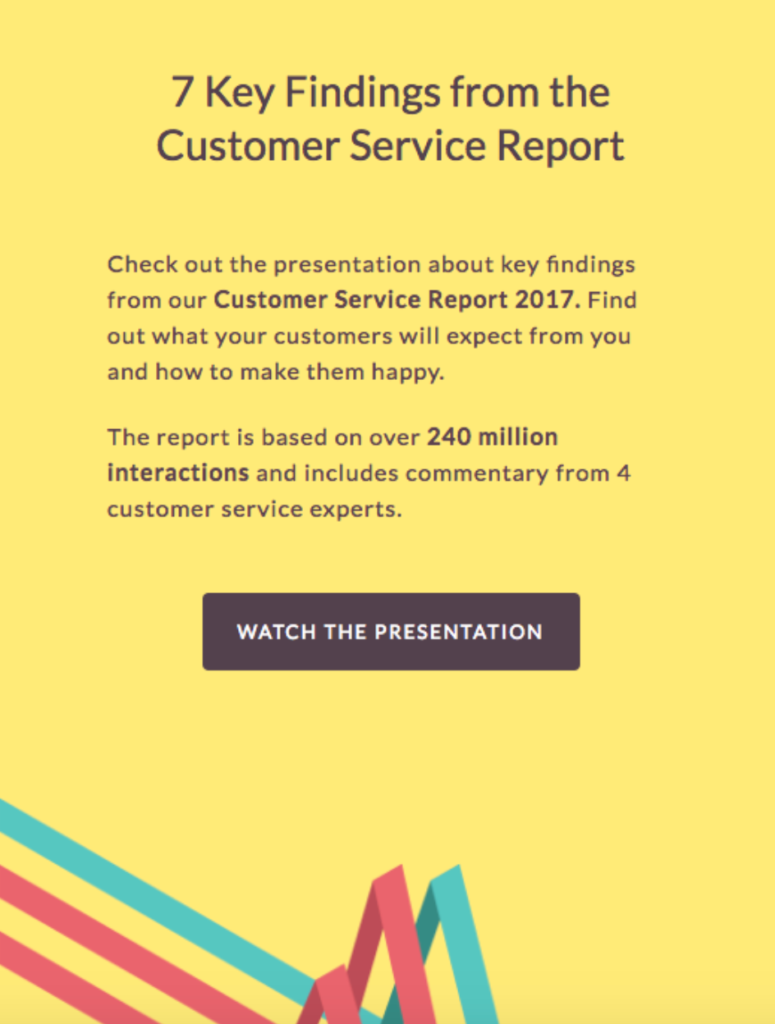 7 Key Findings from the
Customer Service Report
Check out the presentation about key findings
from our Customer Service Report 2017. Find
out what your customers will expect from you
and how to make them happy.
The report is based on over 240 million
interactions and includes commentary from 4
customer service experts.
WATCH THE PRESENTATION